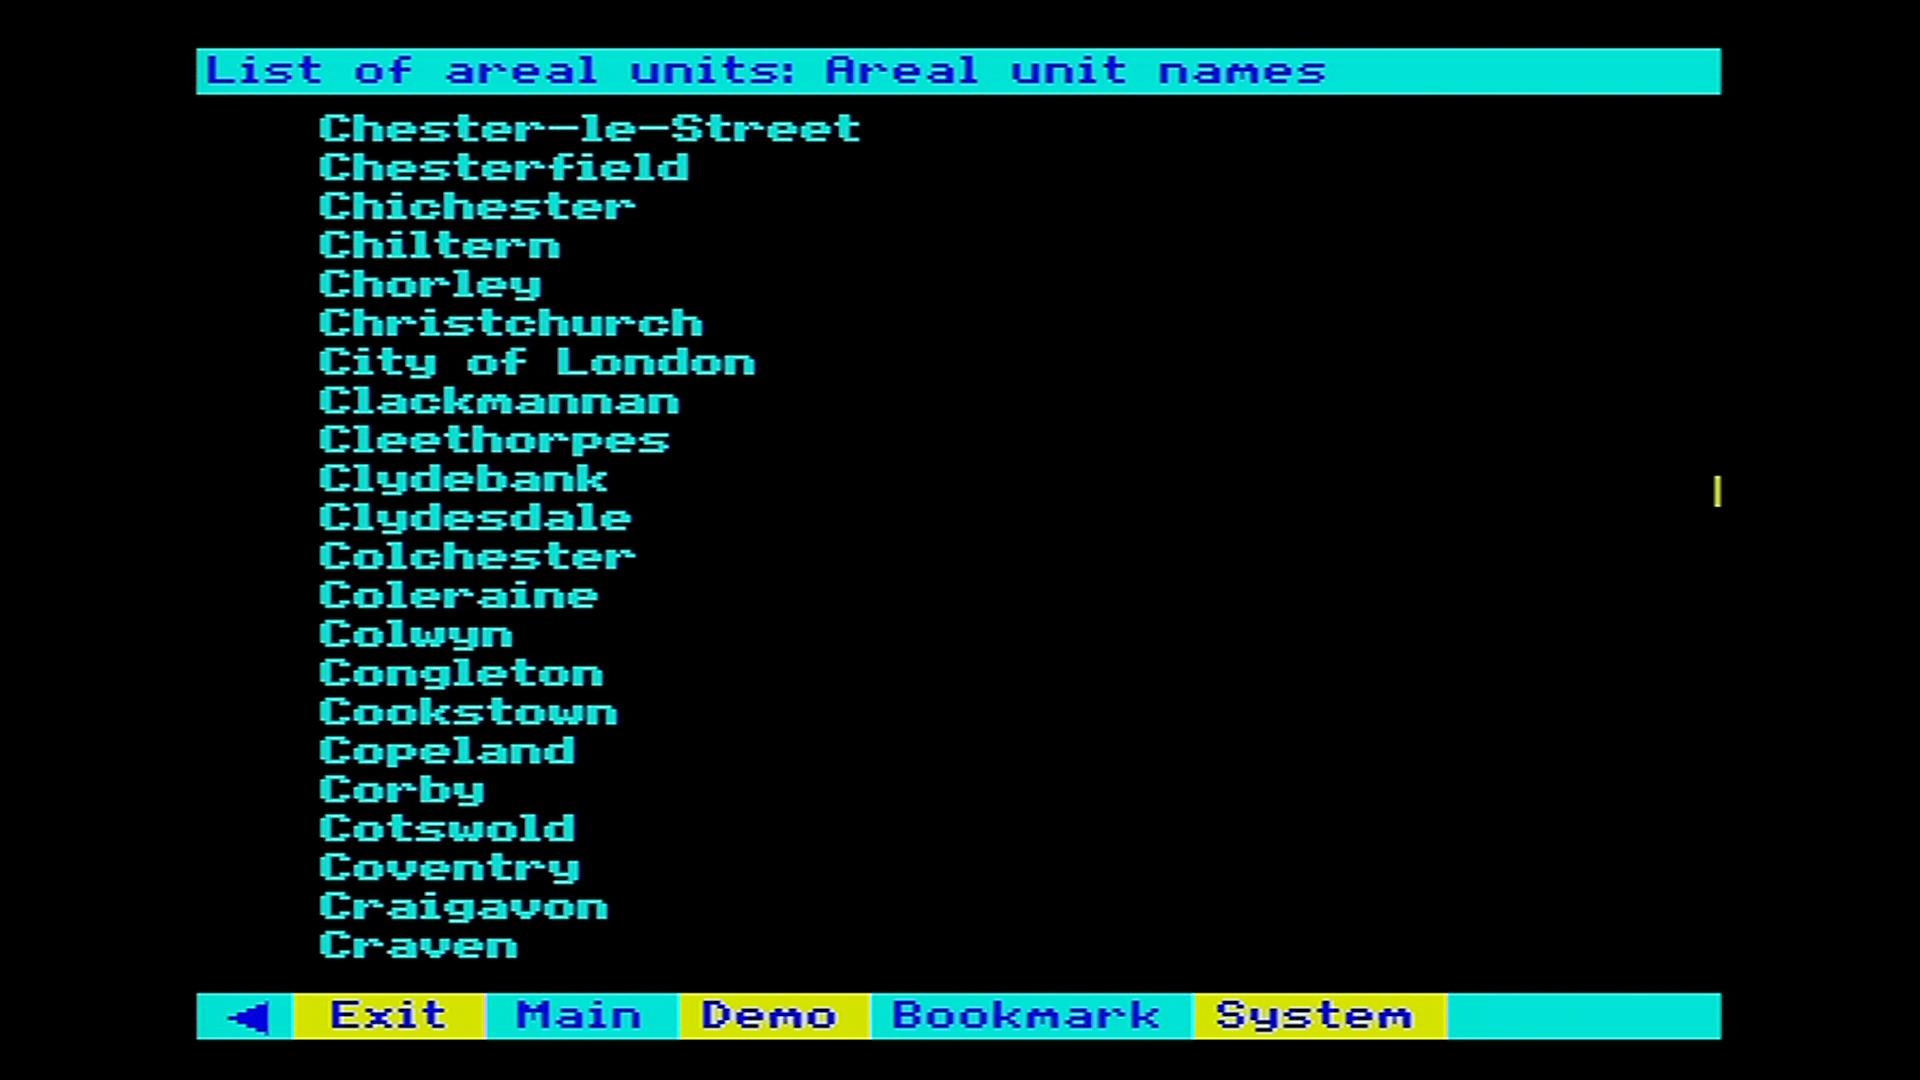 List of areal units: Areal unit names
Chester-le-Street
Chesterfield
Chichester
Chiltern
Chorley
Christchurch
City of London
Clackmannan
Cleethorpes
Clydebank
Clydesdale
Colchester
Coleraine
Colwyn
Congleton
Cookstown
Copeland
Corby
Cotswold
Coventry
Craigavon
Craven
Exit Main Demo Bookmark System